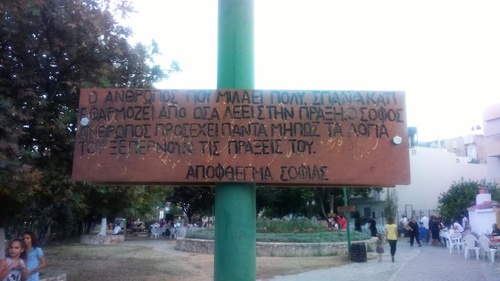 Ο ΑΝΘΡΩΠΟΣ ΠΟΥ ΜΙΛΑΕΙ ΠΟΛΥ, ΣΠΑΝΙΑ ΚΑΤΙ
ΕΦΑΡΜΟΖΕΙ ΑΠΟ ΟΣΑ ΛΕΕΙ ΣΤΗΝ ΠΡΑΞΗ. Ο ΣΟΦΟΣ
ΑΝΘΡΩΠΟΣ ΠΡΟΣΕΧΕΙ ΠΑΝΤΑ ΜΗΠΩΣ ΤΑ ΛΟΓΙΑ
ΤΟΥ ΞΕΠΕΡΝΟΥΝ ΤΙΣ ΠΡΑΞΕΙΣ ΤΟΥ.
ΑΠΟΦΘΕΓΜΑ ΣΟΦΙΑΣ